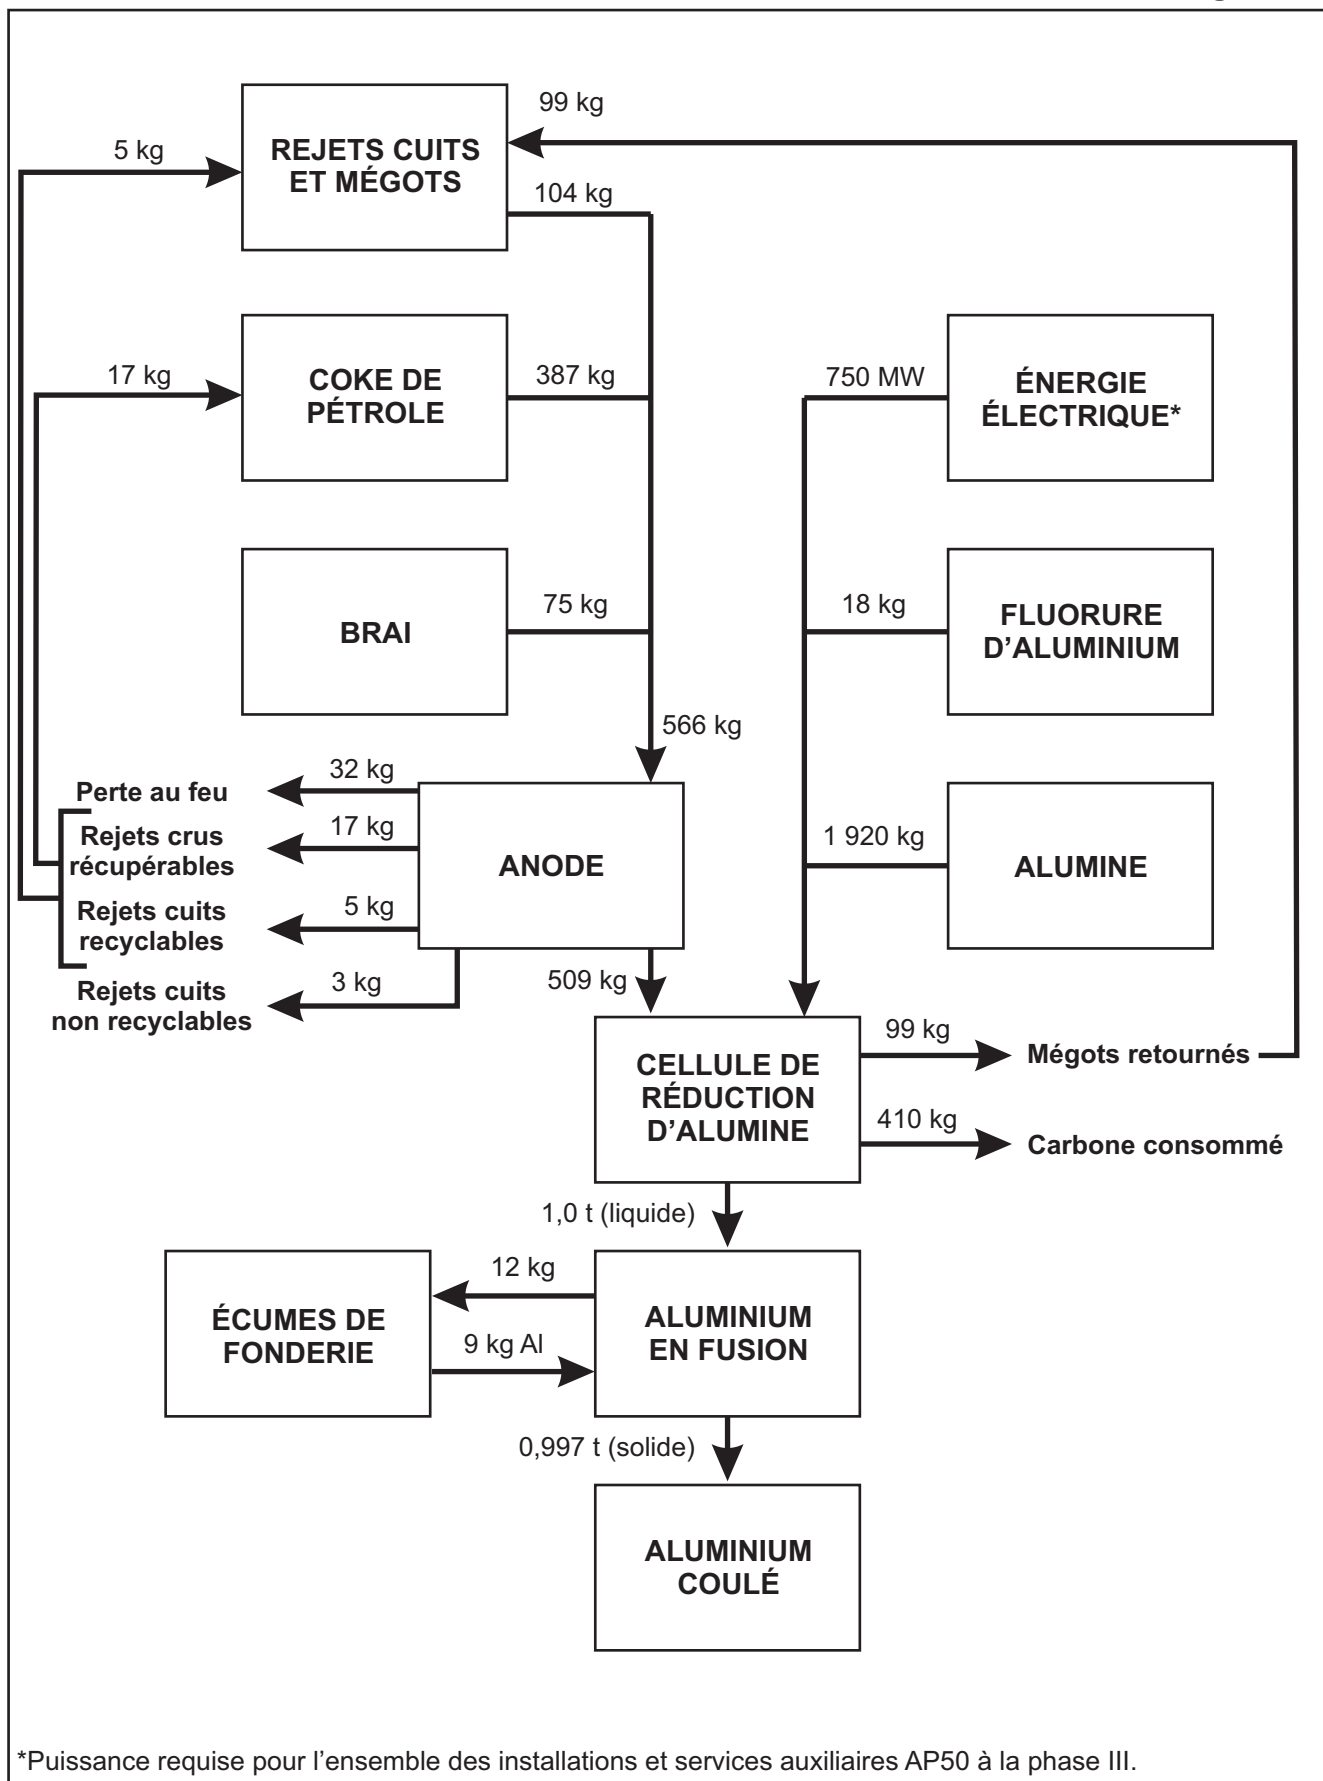 99 kg
5 kg
REJETS CUITS
ET MÉGOTS
104 kg
17 kg
COKE DE
PÉTROLE
387 kg
750 MW
ÉNERGIE
ÉLECTRIQUE*
BRAI
75 kg
18 kg
FLUORURE
D’ALUMINIUM
566 kg
Perte au feu
32 kg
Rejets crus
récupérables
17 kg
ANODE
1 920 kg
ALUMINE
Rejets cuits
recyclables
5 kg
Rejets cuits
non recyclables
3 kg
509 kg
CELLULE DE
RÉDUCTION
D’ALUMINE
99 kg
Mégots retournés
410 kg
Carbone consommé
1,0 t (liquide)
ÉCUMES DE
FONDERIE
12 kg
9 kg Al
ALUMINIUM
EN FUSION
0,997 t (solide)
ALUMINIUM
COULÉ
*Puissance requise pour l’ensemble des installations et services auxiliaires AP50 à la phase III.